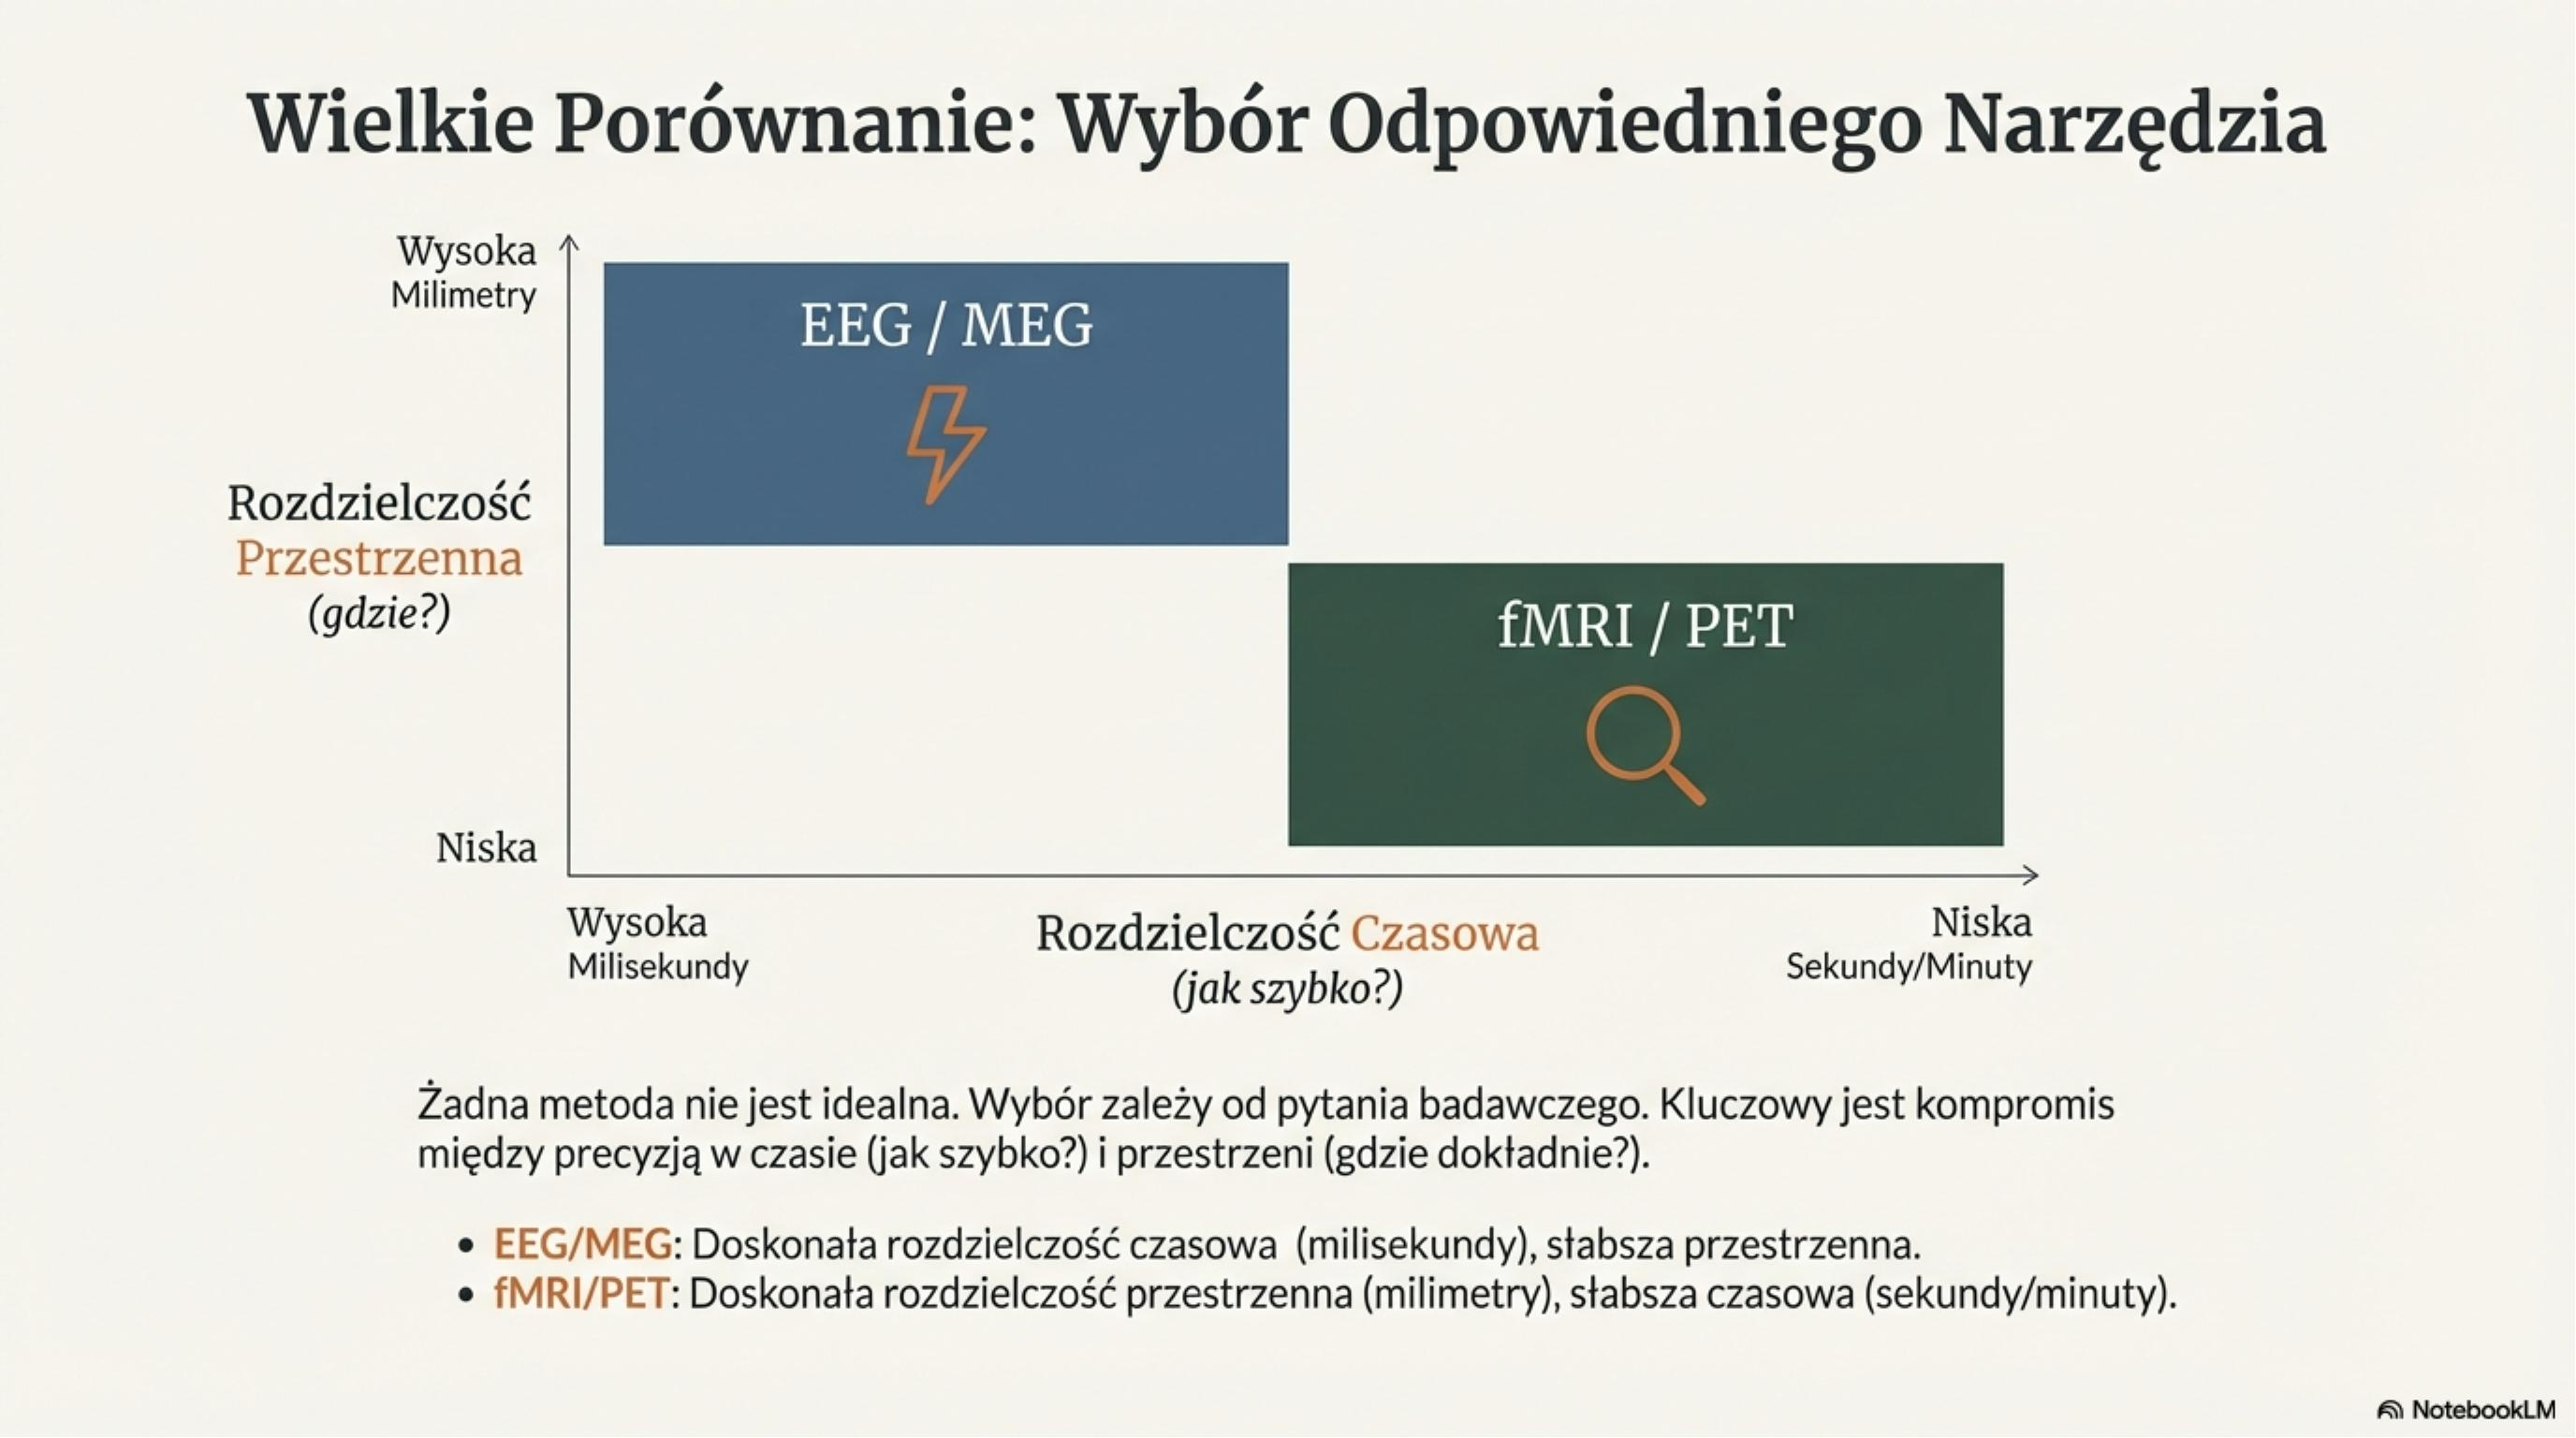 Wielkie Porównanie: Wybór Odpowiedniego Narzędzia
Wysoka
Milimetry
EEG / MEG
Rozdzielczość
Przestrzenna
(gdzie?)
fMRI / PET
Niska
Wysoka
Milisekundy
Rozdzielczość Czasowa
(jak szybko?)
Niska
Sekundy/Minuty
Żadna metoda nie jest idealna. Wybór zależy od pytania badawczego. Kluczowy jest kompromis
między precyzją w czasie (jak szybko?) i przestrzeni (gdzie dokładnie?).
• EEG/MEG: Doskonała rozdzielczość czasowa (milisekundy), słabsza przestrzenna.
• fMRI/PET: Doskonała rozdzielczość przestrzenna (milimetry), słabsza czasowa (sekundy/minuty).
NotebookLM